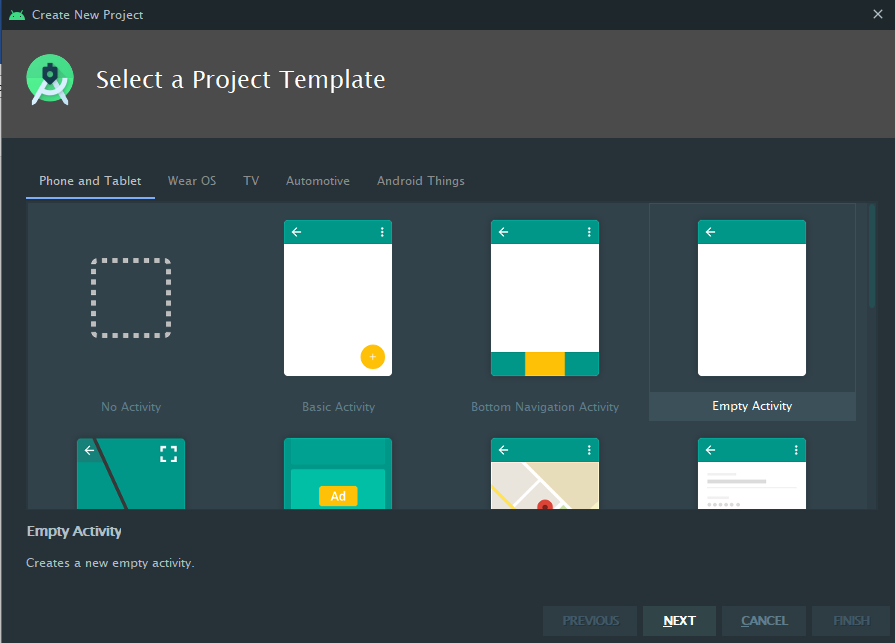 Create New Project
Select a Project Template
Phone and Tablet Wear OS TV Automotive Android Things
No Activity Basic Activity Bottom Navigation Activity Empty Activity
Ad
Empty Activity
Creates a new empty activity.
PREVIOUS NEXT CANCEL FINISH